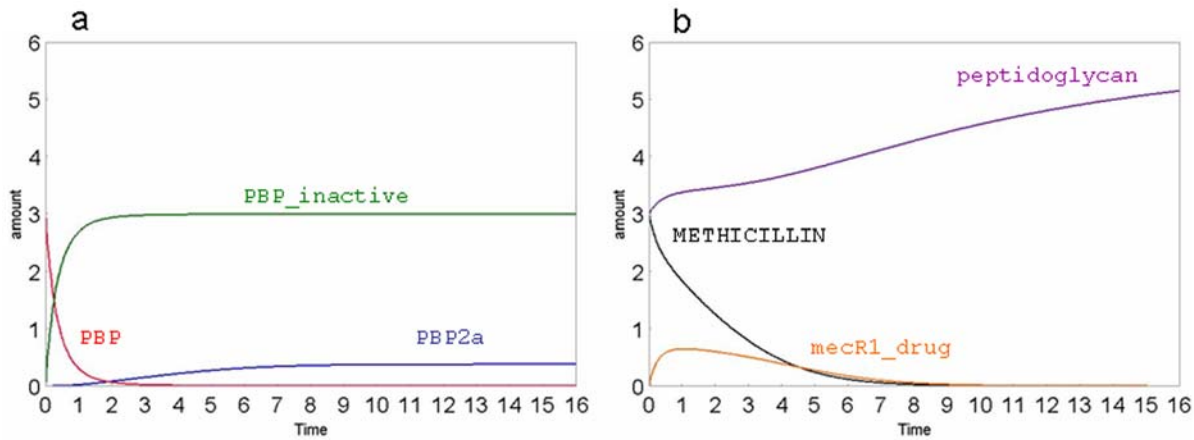 a
6
5
4
3
2
1
0
amount
PBP_inactive
PBP
PBP2a
0 1 2 3 4 5 6 7 8 9 10 11 12 13 14 15 16
Time
b
6
5
4
3
2
1
0
amount
peptidoglycan
METHICILLIN
mecR1_drug
0 1 2 3 4 5 6 7 8 9 10 11 12 13 14 15 16
Time